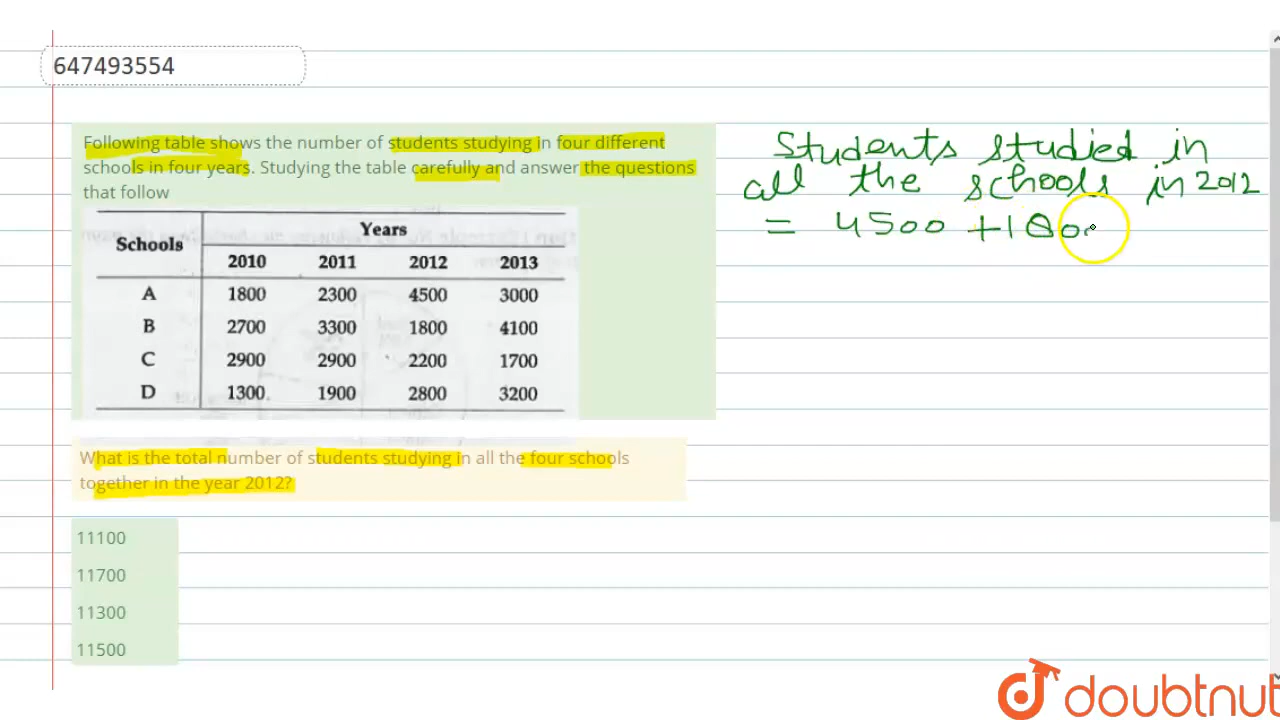 647493554
Following table shows the number of students studying in four different
schools in four years. Studying the table carefully and answer the questions
that follow
Schools Years
2010 2011 2012 2013
A 1800 2300 4500 3000
B 2700 3300 1800 4100
C 2900 2900 2200 1700
D 1300 1900 2800 3200
What is the total number of students studying in all the four schools
together in the year 2012?
11100
11700
11300
11500
Students studied in
all the schools in 2012
= 4500 + 180
doubtnut